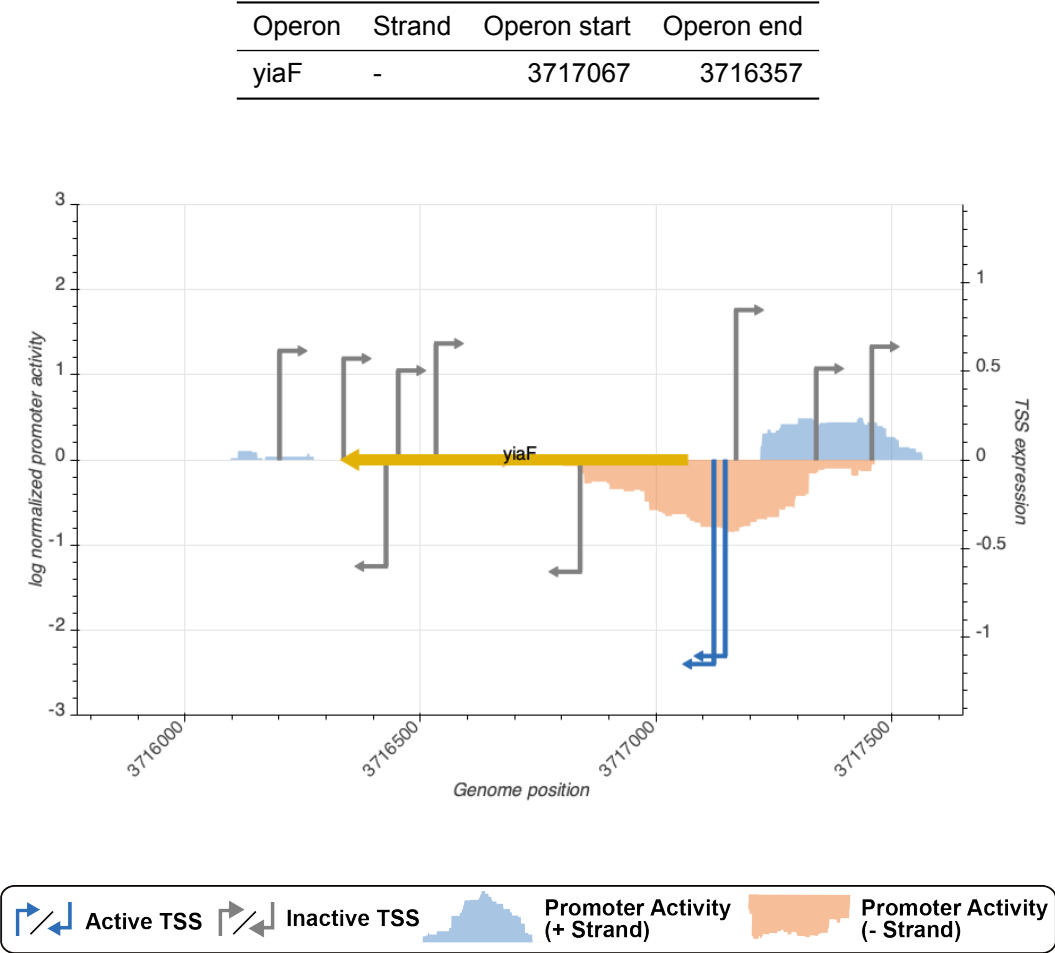 Operon Strand Operon start Operon end
yiaF - 3717067 3716357
3
2
1
0
-1
-2
-3
log normalized promoter activity
yiaF
1
0.5
0
-0.5
-1
TSS expression
3716000 3716500 3717000 3717500
Genome position
Active TSS Inactive TSS Promoter Activity Promoter Activity
(+ Strand) (- Strand)